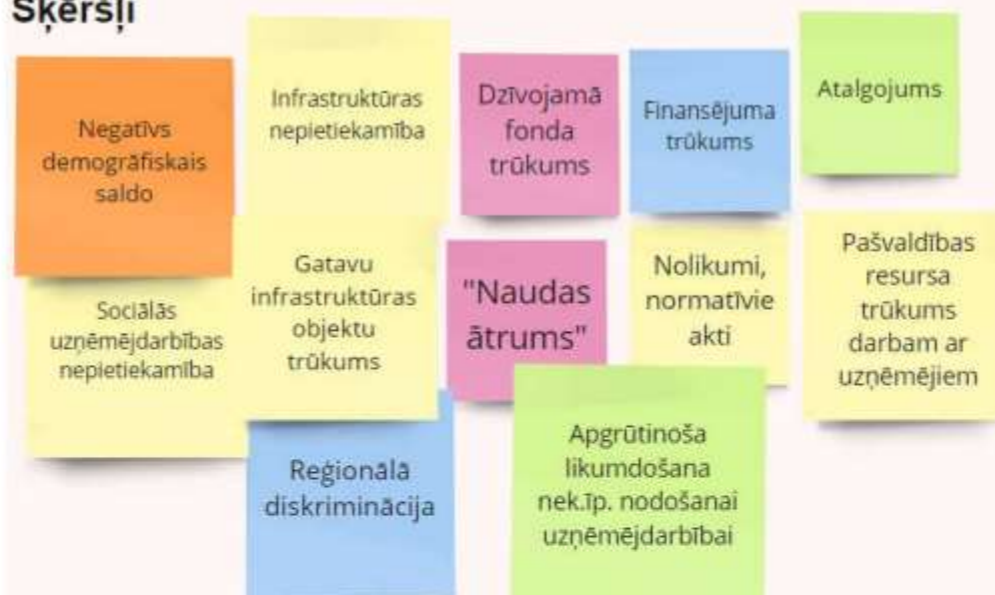 Šķēršļi
Negatīvs
demogrāfiskais
saldo
Infrastruktūras
nepietiekamība
Dzīvojamā
fonda
trūkums
Finansējuma
trūkums
Atalgojums
Sociālās
uzņēmējdarbības
nepietiekamība
Gatavu
infrastruktūras
objektu
trūkums
"Naudas
ātrums"
Nolikumi,
normatīvie
akti
Pašvaldības
resursa
trūkums
darbam ar
uzņēmējiem
Reģionālā
diskriminācija
Apgrūtinoša
likumdošana
nek.īp. nodošanai
uzņēmējdarbībai